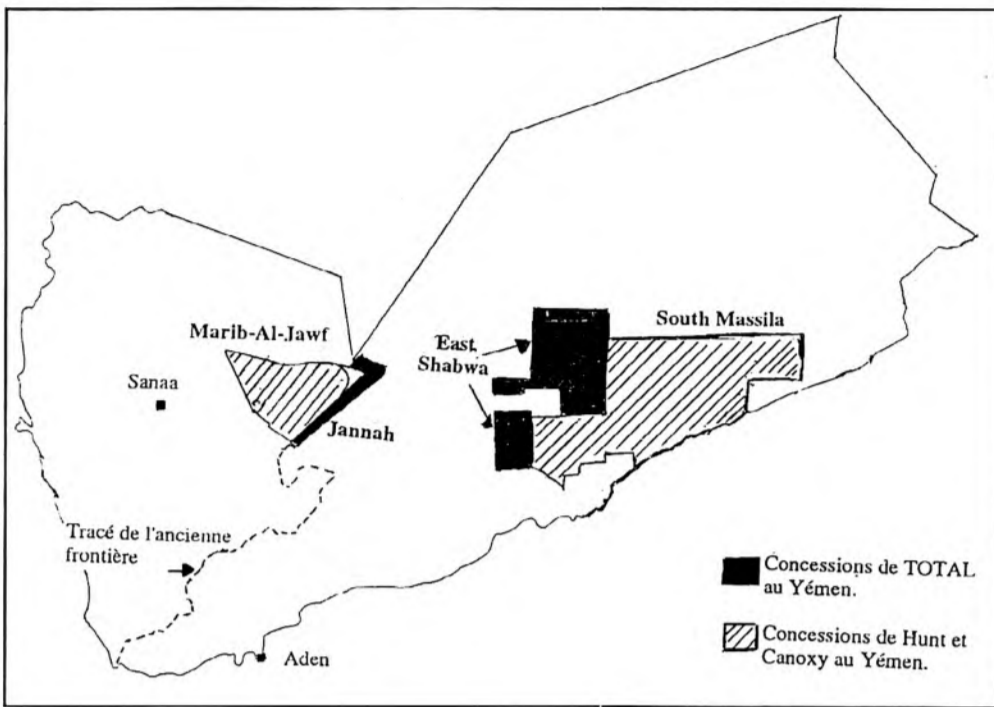 South Massila
Marib-Al-Jawf
East
Shabwa
Sanaa
Jannah
Tracé de l'ancienne
frontière
Concessions de TOTAL
au Yémen.
Concessions de Hunt et
Canoxy au Yémen.
Aden